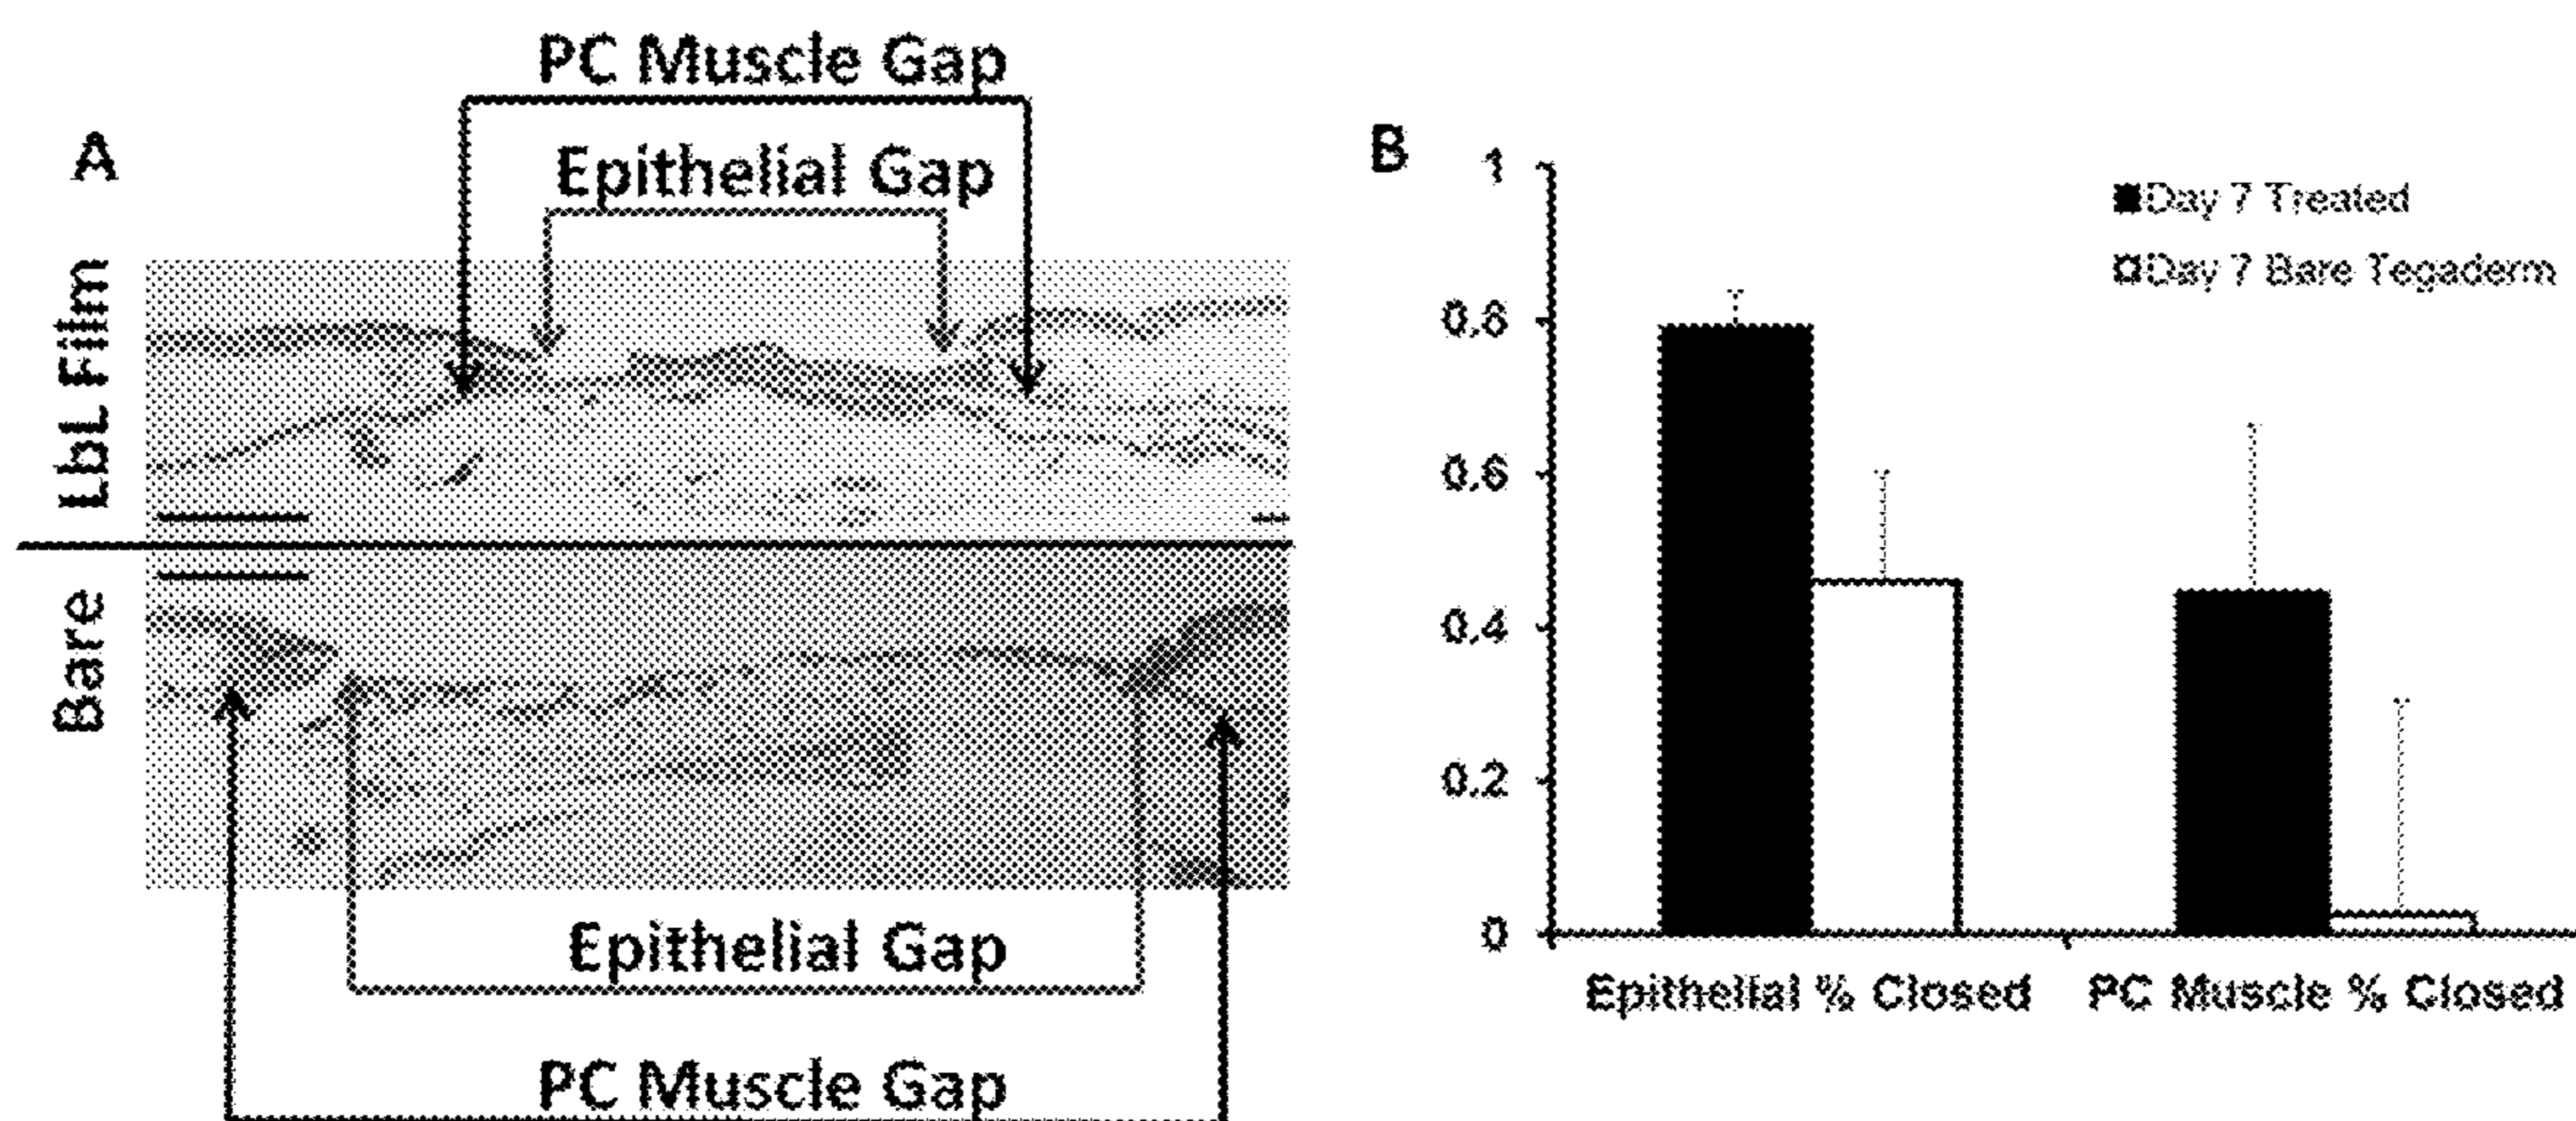 A
PC Muscle Gap
Epithelial Gap
LbL Film
Bare
Epithelial Gap
PC Muscle Gap
B
1
0.8
0.6
0.4
0.2
0
Day 7 Treated
Day 7 Bare Tegaderm
Epithelial % Closed
PC Muscle % Closed